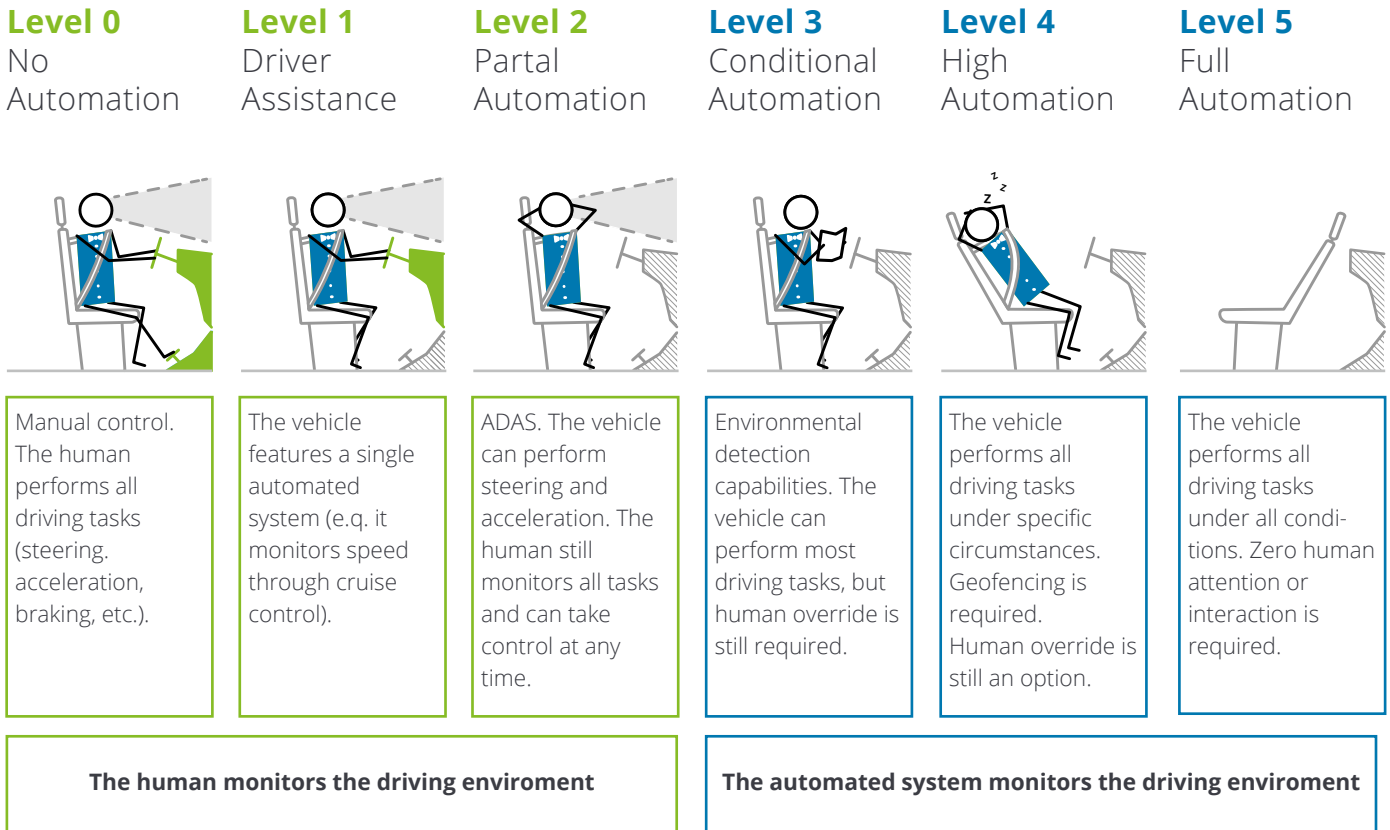 Level 0
No
Automation
Level 1
Driver
Assistance
Level 2
Partal
Automation
Level 3
Conditional
Automation
Level 4
High
Automation
Level 5
Full
Automation
z
z
z
Manual control.
The human
performs all
driving tasks
(steering.
acceleration,
braking, etc.).
The vehicle
features a single
automated
system (e.q. it
monitors speed
through cruise
control).
ADAS. The vehicle
can perform
steering and
acceleration. The
human still
monitors all tasks
and can take
control at any
time.
Environmental
detection
capabilities. The
vehicle can
perform most
driving tasks, but
human override is
still required.
The vehicle
performs all
driving tasks
under specific
circumstances.
Geofencing is
required.
Human override is
still an option.
The vehicle
performs all
driving tasks
under all condi-
tions. Zero human
attention or
interaction is
required.
The human monitors the driving enviroment
The automated system monitors the driving enviroment